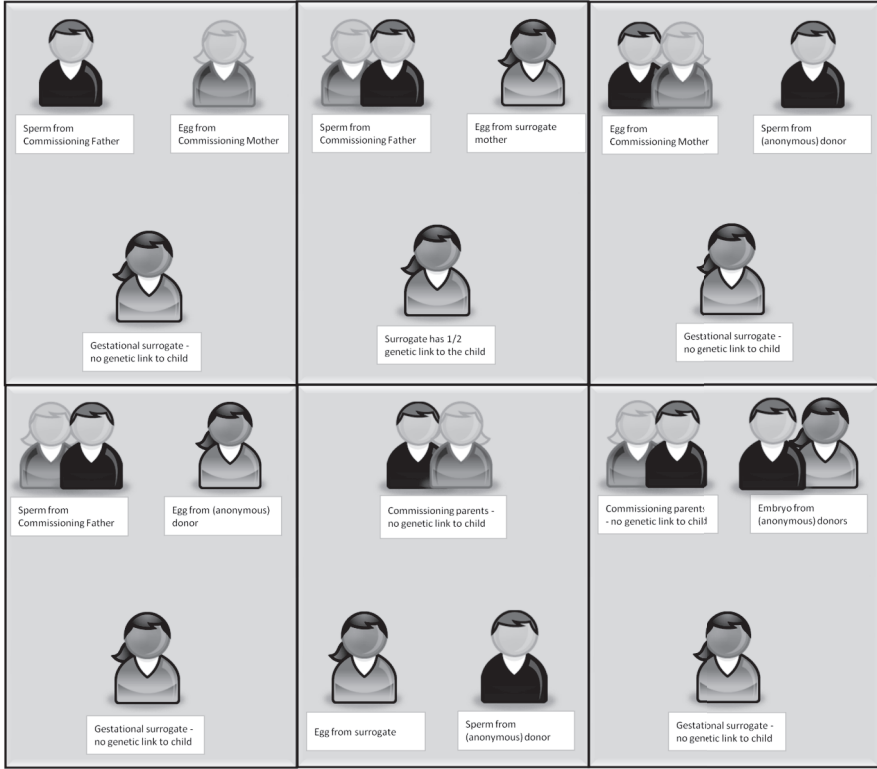 Sperm from
Commissioning Father
Egg from
Commissioning Mother
Gestational surrogate -
no genetic link to child
Sperm from
Commissioning Father
Egg from surrogate
mother
Surrogate has 1/2
genetic link to the child
Egg from
Commissioning Mother
Sperm from
(anonymous) donor
Gestational surrogate -
no genetic link to child
Sperm from
Commissioning Father
Egg from (anonymous)
donor
Gestational surrogate -
no genetic link to child
Commissioning parents -
no genetic link to child
Egg from surrogate
Sperm from
(anonymous) donor
Commissioning parents
- no genetic link to child
Embryo from
(anonymous) donors
Gestational surrogate -
no genetic link to child